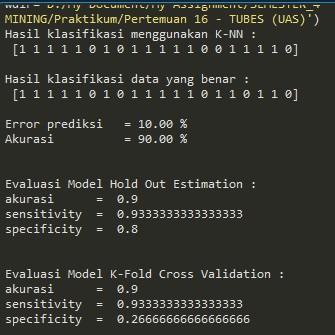 wdir='D:/My Document/My Assignment/SEMESTER_4
MINING/Praktikum/Pertemuan 16 - TUBES (UAS)')
Hasil klasifikasi menggunakan K-NN :
[1 1 1 1 1 0 1 0 1 1 1 1 1 0 0 1 1 1 1 0]
Hasil klasifikasi data yang benar :
[1 1 1 1 1 0 1 0 1 1 1 1 1 0 1 1 0 1 1 0]
Error prediksi = 10.00 %
Akurasi = 90.00 %
Evaluasi Model Hold Out Estimation :
akurasi = 0.9
sensitivity = 0.9333333333333333
specificity = 0.8
Evaluasi Model K-Fold Cross Validation :
akurasi = 0.9
sensitivity = 0.9333333333333333
specificity = 0.26666666666666666